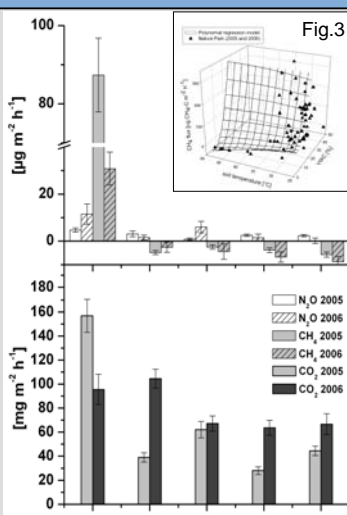 Fig.3
Polynomial regression model
Nature Park (2005 and 2006)
100
80
20
0
[µg m⁻² h⁻¹]
soil temperature [°C]
N₂O 2005
N₂O 2006
CH₄ 2005
CH₄ 2006
CO₂ 2005
CO₂ 2006
180
160
140
120
100
80
60
40
20
0
[mg m⁻² h⁻¹]